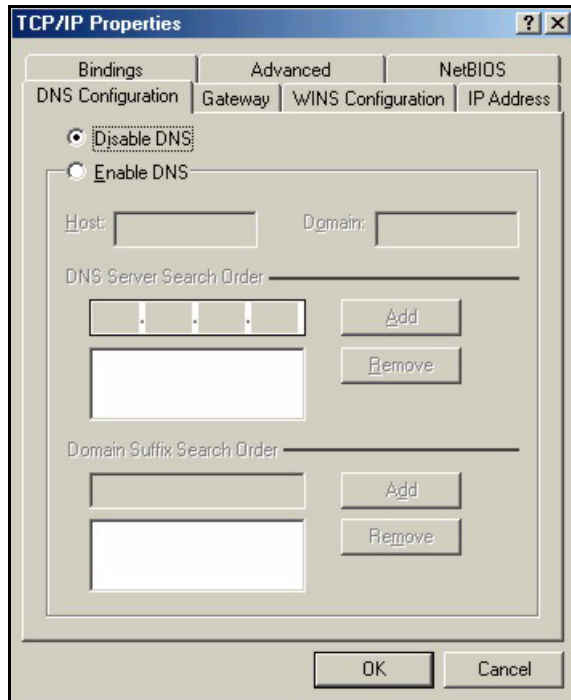 TCP/IP Properties
Bindings Advanced NetBIOS
DNS Configuration Gateway WINS Configuration IP Address
Disable DNS
Enable DNS
Host: Domain:
DNS Server Search Order
. . .
Add
Remove
Domain Suffix Search Order
Add
Remove
OK Cancel